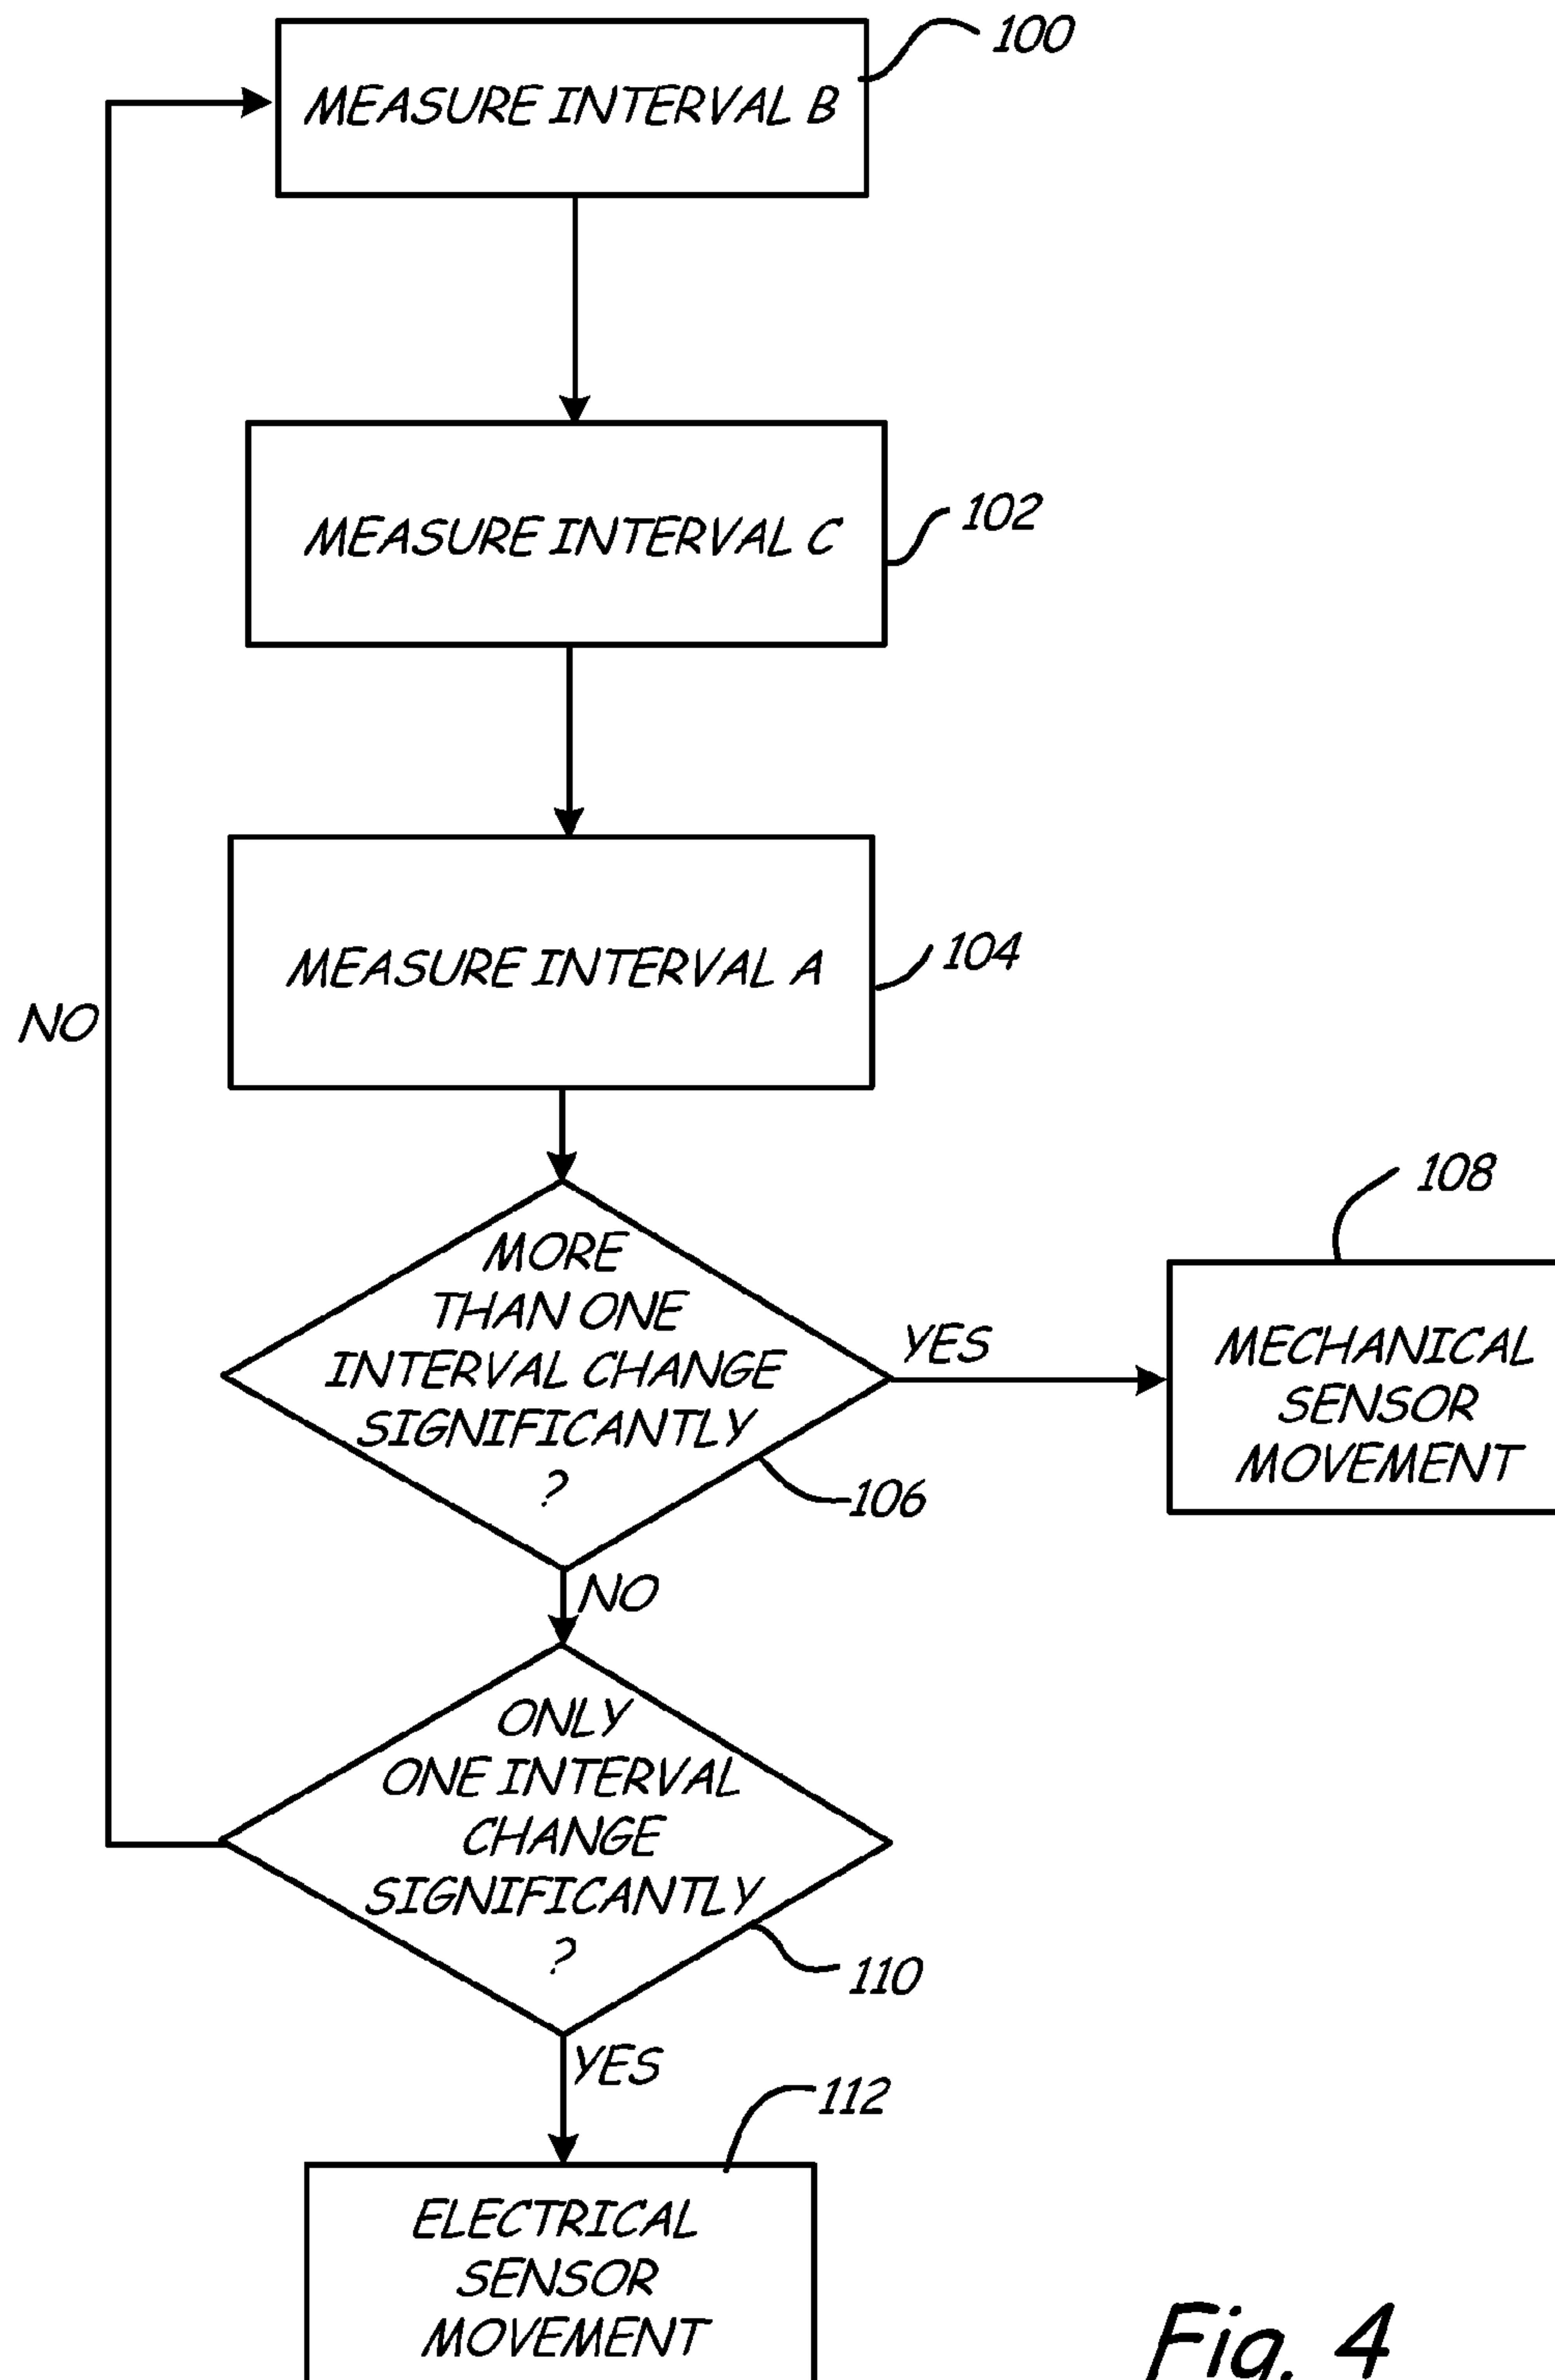 100
MEASURE INTERVAL B
MEASURE INTERVAL C
102
MEASURE INTERVAL A
104
NO
108
MORE
THAN ONE
INTERVAL CHANGE
SIGNIFICANTLY
?
YES
MECHANICAL
SENSOR
MOVEMENT
106
NO
ONLY
ONE INTERVAL
CHANGE
SIGNIFICANTLY
?
110
YES
112
ELECTRICAL
SENSOR
MOVEMENT
Fig. 4